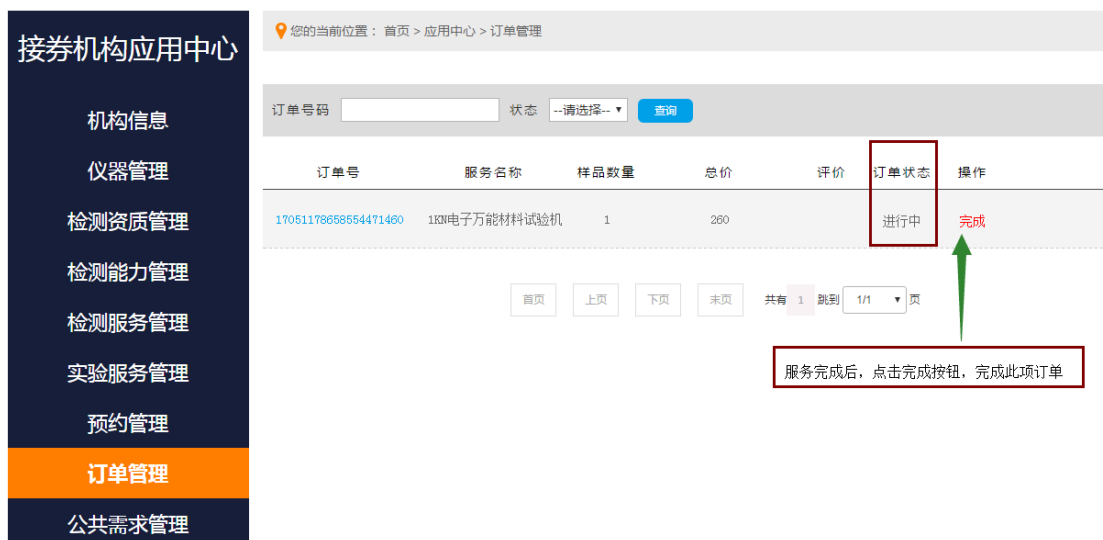 接券机构应用中心
机构信息
仪器管理
检测资质管理
检测能力管理
检测服务管理
实验服务管理
预约管理
订单管理
公共需求管理
您的当前位置： 首页 > 应用中心 > 订单管理
订单号码 状态 --请选择-- 查询
订单号 服务名称 样品数量 总价 评价 订单状态 操作
17051178658554471460 1KN电子万能材料试验机 1 260 进行中 完成
首页 上页 下页 末页 共有 1 跳到 1/1 页
服务完成后，点击完成按钮，完成此项订单